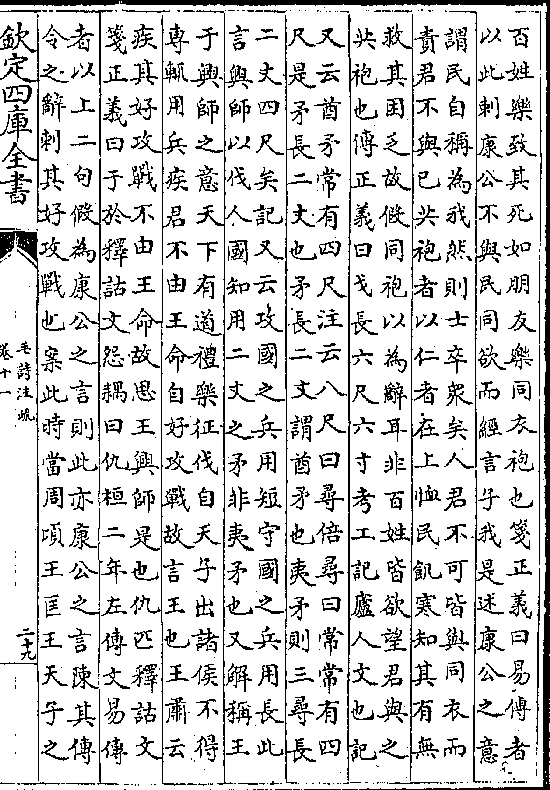 百姓樂致其死如朋友樂同衣袍也箋正義曰易傳者
以此刺康公不與民同欲而經言子我是述康公之意
謂民自稱為我然則士卒衆矣人君不可皆與同衣而
責君不與已共袍者以仁者在上恤民飢寒知其有無
救其困乏故假同袍以為辭耳非百姓皆欲望君與之
共袍也傳正義曰戈長六尺六寸考工記廬人文也記
又云酋矛常有四尺注云八尺曰尋倍尋曰常常有四
尺是矛長二丈也矛長二丈謂酋矛也夷矛則三尋長
二丈四尺矣記又云攻國之兵用短守國之兵用長此
言興師以伐人國知用二丈之矛非夷矛也又解稱王
于興師之意天下有道禮樂征伐自天子出諸侯不得
專輒用兵疾君不由王命自好攻戰故言王也王肅云
疾其好攻戰不由王命故思王興師是也仇匹釋詁文
箋正義曰于於釋詁文怨耦曰仇桓二年左傳文易傳
者以上二句假為康公之言則此亦康公之言陳其傳
令之辭刺其好攻戰也案此時當周頃王匡王天子之
欽定四庫全書
毛詩注疏
卷十一
二十九